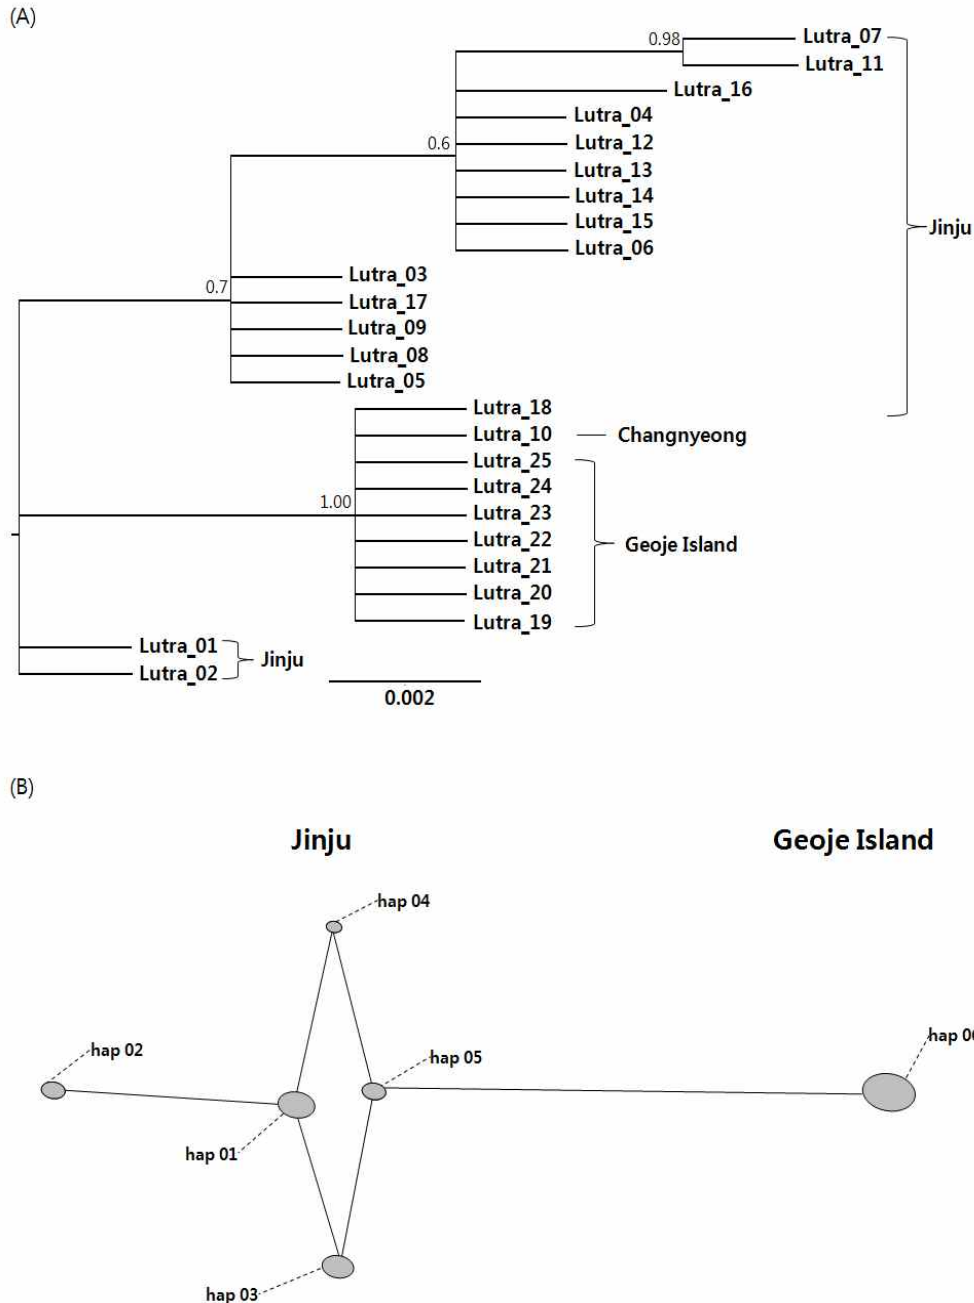 (A)
0.98
Lutra_07
Lutra_11
Lutra_16
Lutra_04
0.6
Lutra_12
Lutra_13
Lutra_14
Lutra_15
Lutra_06
Jinju
Lutra_03
0.7
Lutra_17
Lutra_09
Lutra_08
Lutra_05
Lutra_18
Lutra_10
Changnyeong
Lutra_25
Lutra_24
1.00
Lutra_23
Lutra_22
Geoje Island
Lutra_21
Lutra_20
Lutra_19
Lutra_01
Jinju
Lutra_02
0.002
(B)
Jinju
Geoje Island
hap 04
hap 02
hap 05
hap 06
hap 01
hap 03